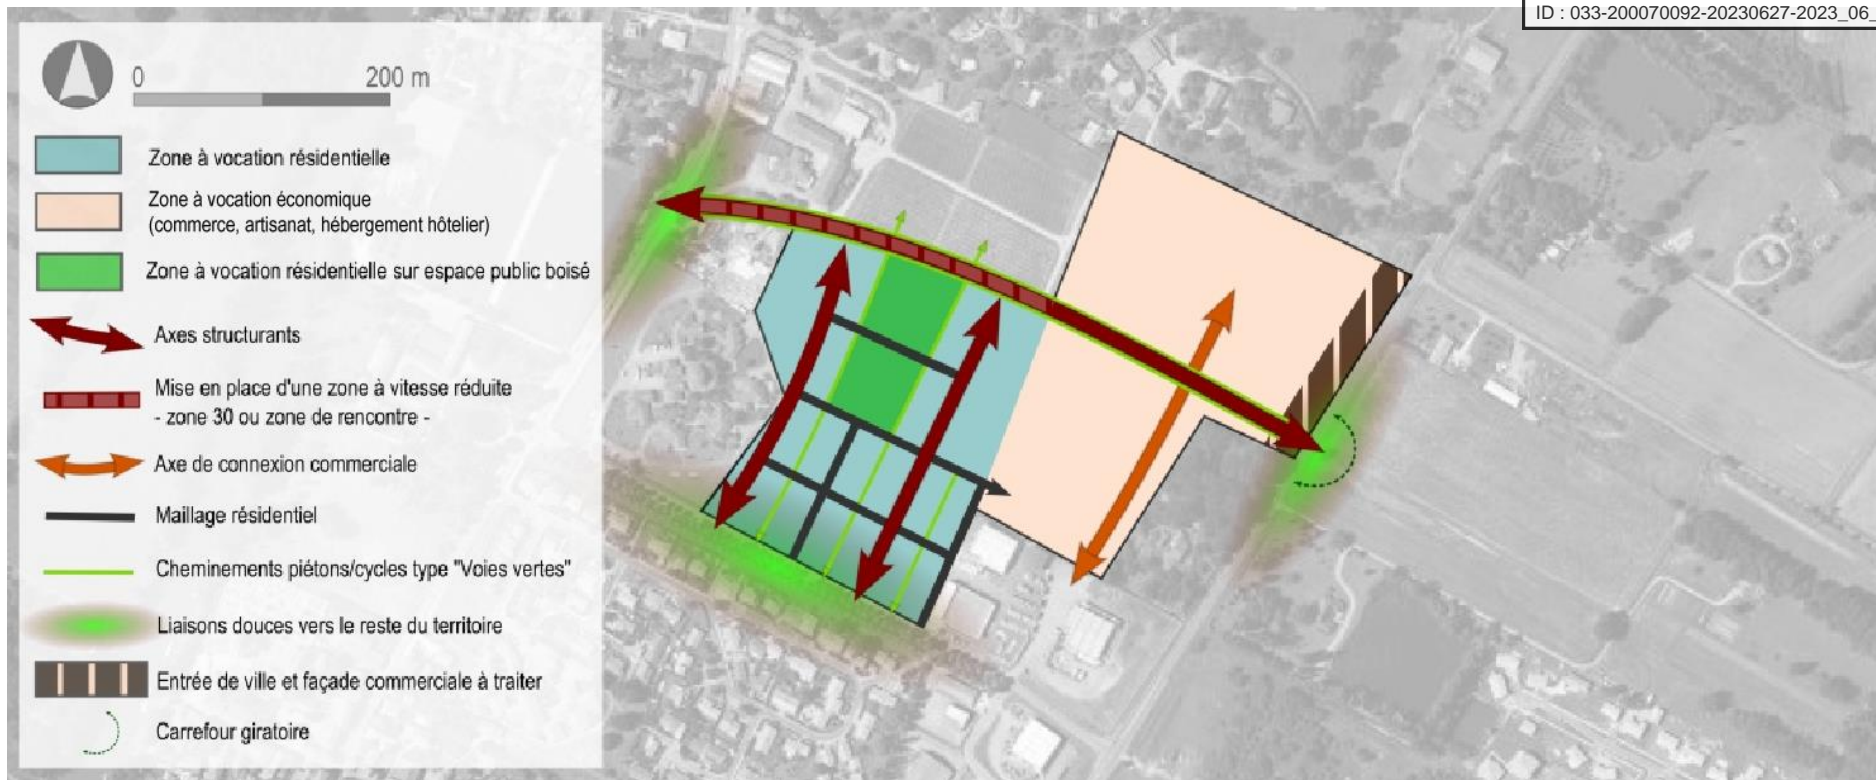 ID : 033-200070092-20230627-2023_06_
0 200 m
Zone à vocation résidentielle
Zone à vocation économique
(commerce, artisanat, hébergement hôtelier)
Zone à vocation résidentielle sur espace public boisé
Axes structurants
Mise en place d'une zone à vitesse réduite
- zone 30 ou zone de rencontre -
Axe de connexion commerciale
Maillage résidentiel
Cheminements piétons/cycles type "Voies vertes"
Liaisons douces vers le reste du territoire
Entrée de ville et façade commerciale à traiter
Carrefour giratoire